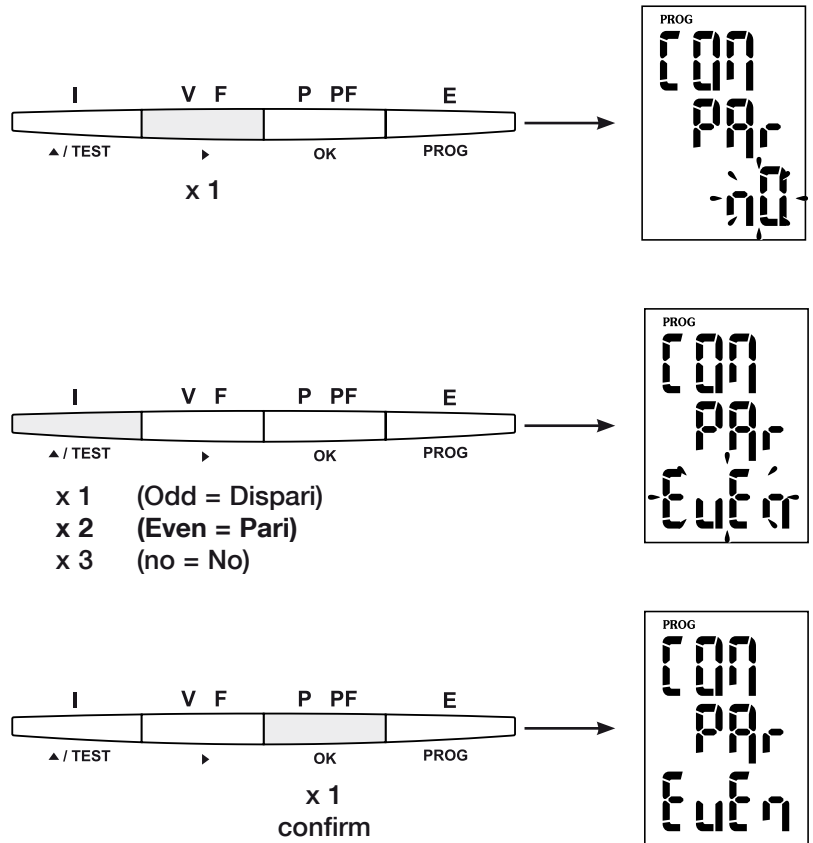 PROG
COM
PAr
nO
I V F P PF E
▲ / TEST ► OK PROG
x 1
PROG
COM
PAr
EuEn
I V F P PF E
▲ / TEST ► OK PROG
x 1 (Odd = Dispari)
x 2 (Even = Pari)
x 3 (no = No)
PROG
COM
PAr
EuEn
I V F P PF E
▲ / TEST ► OK PROG
x 1
confirm